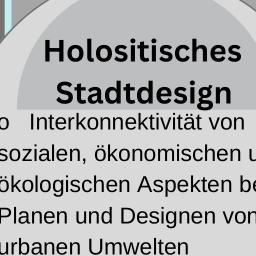 Holositisches
Stadtdesign
o Interkonnektivität von
sozialen, ökonomischen u
ökologischen Aspekten be
Planen und Designen von
urbanen Umwelten